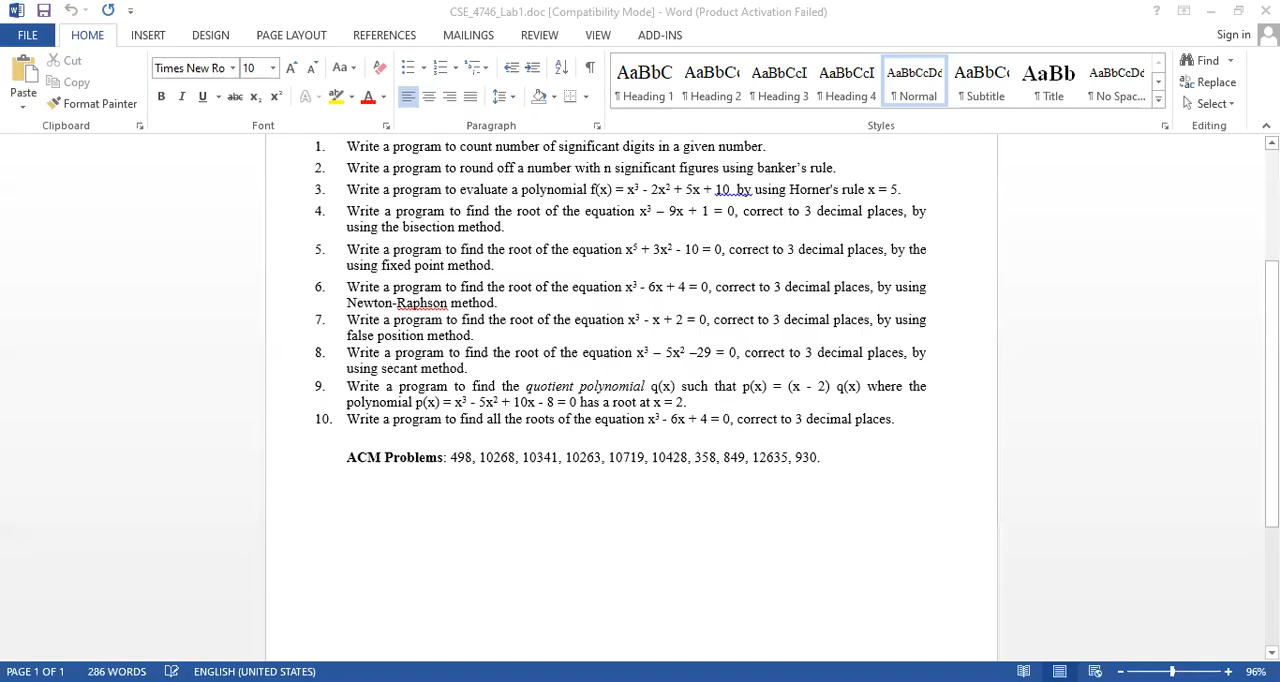 CSE_4746_Lab1.doc [Compatibility Mode] - Word (Product Activation Failed)
FILE HOME INSERT DESIGN PAGE LAYOUT REFERENCES MAILINGS REVIEW VIEW ADD-INS Sign in
Paste Cut Copy Format Painter
Clipboard
Times New Ro 10
Font
Paragraph
AaBbC AaBbC AaBbCcI AaBbCcI AaBbCcDd AaBbC AaBb AaBbCcDd
Heading 1 Heading 2 Heading 3 Heading 4 ¶ Normal Subtitle Title ¶ No Spac...
Styles
Find Replace Select
Editing
1. Write a program to count number of significant digits in a given number.
2. Write a program to round off a number with n significant figures using banker’s rule.
3. Write a program to evaluate a polynomial f(x) = x³ - 2x² + 5x + 10 by using Horner's rule x = 5.
4. Write a program to find the root of the equation x³ – 9x + 1 = 0, correct to 3 decimal places, by
using the bisection method.
5. Write a program to find the root of the equation x⁵ + 3x² - 10 = 0, correct to 3 decimal places, by the
using fixed point method.
6. Write a program to find the root of the equation x³ - 6x + 4 = 0, correct to 3 decimal places, by using
Newton-Raphson method.
7. Write a program to find the root of the equation x³ - x + 2 = 0, correct to 3 decimal places, by using
false position method.
8. Write a program to find the root of the equation x³ – 5x² –29 = 0, correct to 3 decimal places, by
using secant method.
9. Write a program to find the quotient polynomial q(x) such that p(x) = (x - 2) q(x) where the
polynomial p(x) = x³ - 5x² + 10x - 8 = 0 has a root at x = 2.
10. Write a program to find all the roots of the equation x³ - 6x + 4 = 0, correct to 3 decimal places.
ACM Problems: 498, 10268, 10341, 10263, 10719, 10428, 358, 849, 12635, 930.
PAGE 1 OF 1 286 WORDS ENGLISH (UNITED STATES) 96%